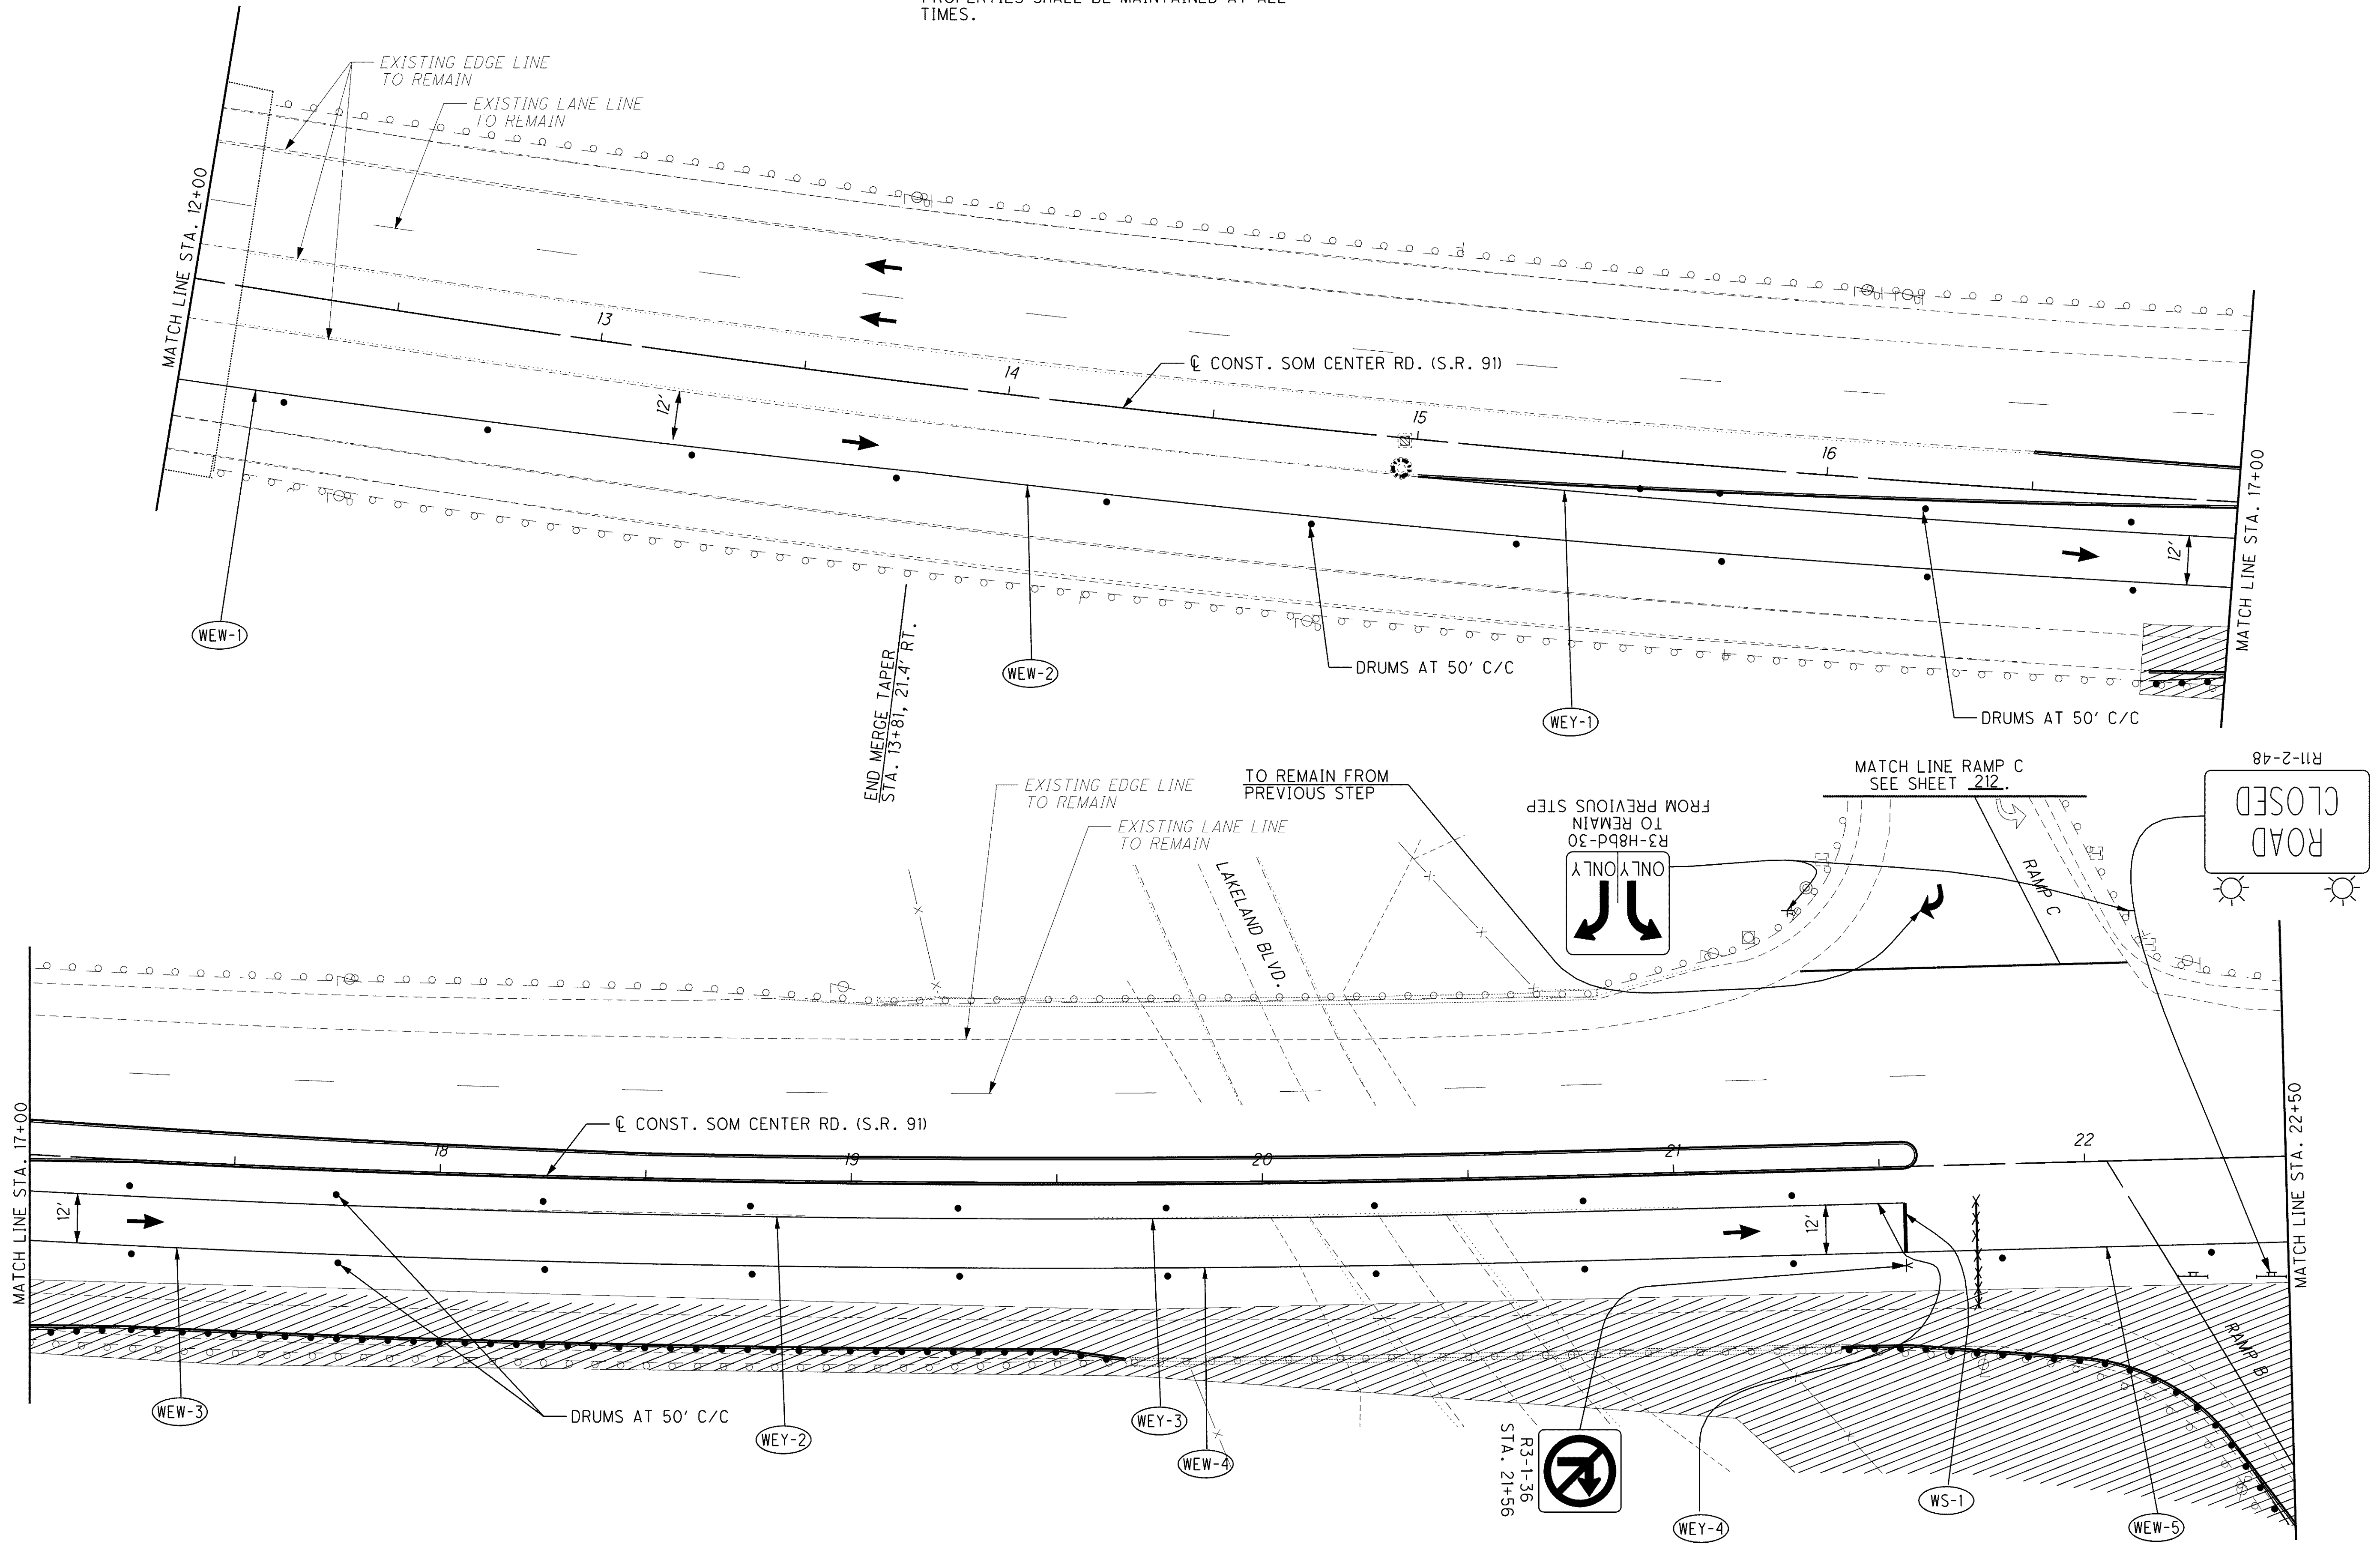 PROPERTIES SHALL BE MAINTAINED AT ALL
TIMES.
EXISTING EDGE LINE
TO REMAIN
EXISTING LANE LINE
TO REMAIN
MATCH LINE STA. 12+00
13
14
15
16
12'
℄ CONST. SOM CENTER RD. (S.R. 91)
12'
MATCH LINE STA. 17+00
WEW-1
END MERGE TAPER
STA. 13+81, 21.4' RT.
WEW-2
DRUMS AT 50' C/C
WEY-1
DRUMS AT 50' C/C
EXISTING EDGE LINE
TO REMAIN
EXISTING LANE LINE
TO REMAIN
TO REMAIN FROM
PREVIOUS STEP
LAKELAND BLVD.
R3-H8bd-30
TO REMAIN
FROM PREVIOUS STEP
ONLY ONLY
MATCH LINE RAMP C
SEE SHEET 212.
RAMP C
R11-2-48
ROAD
CLOSED
MATCH LINE STA. 17+00
℄ CONST. SOM CENTER RD. (S.R. 91)
18
19
20
21
22
12'
12'
MATCH LINE STA. 22+50
RAMP B
WEW-3
DRUMS AT 50' C/C
WEY-2
WEY-3
WEW-4
R3-1-36
STA. 21+56
WEY-4
WS-1
WEW-5